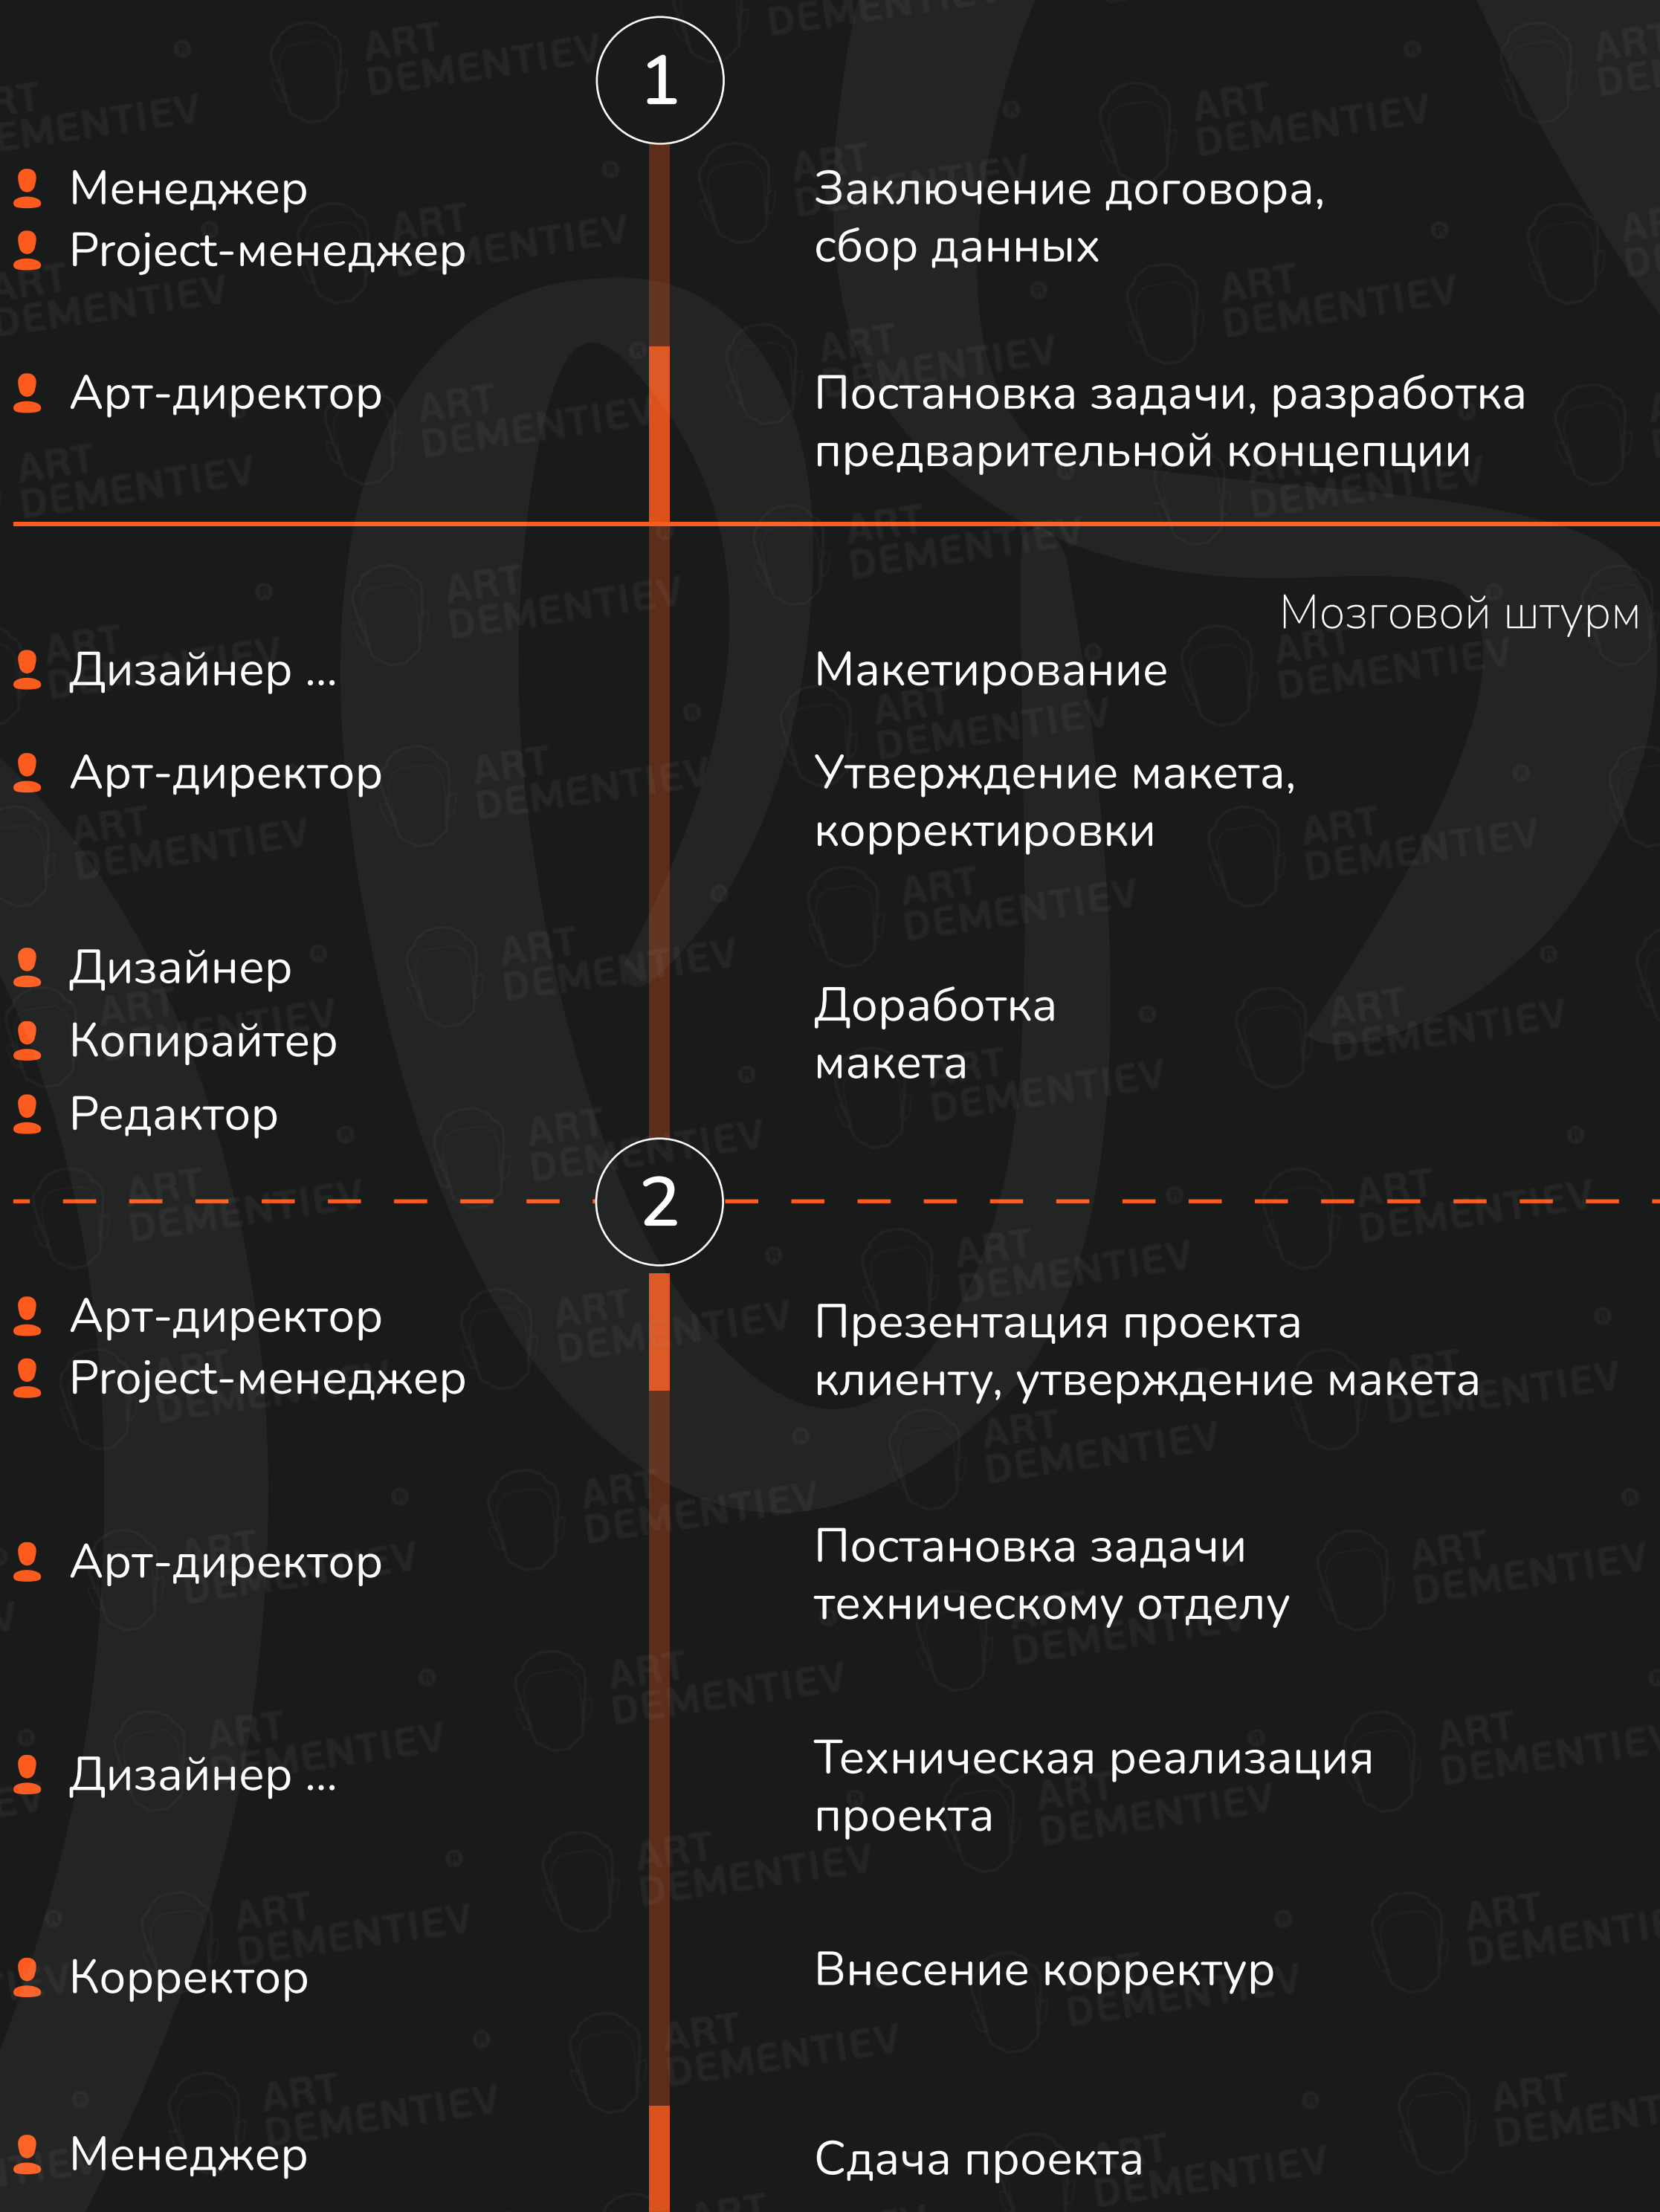 1
Менеджер
Project-менеджер
Заключение договора,
сбор данных
Арт-директор
Постановка задачи, разработка
предварительной концепции
Мозговой штурм
Дизайнер ...
Макетирование
Арт-директор
Утверждение макета,
корректировки
Дизайнер
Копирайтер
Редактор
Доработка
макета
2
Арт-директор
Project-менеджер
Презентация проекта
клиенту, утверждение макета
Арт-директор
Постановка задачи
техническому отделу
Дизайнер ...
Техническая реализация
проекта
Корректор
Внесение корректур
Менеджер
Сдача проекта
ART
DEMENTIEV